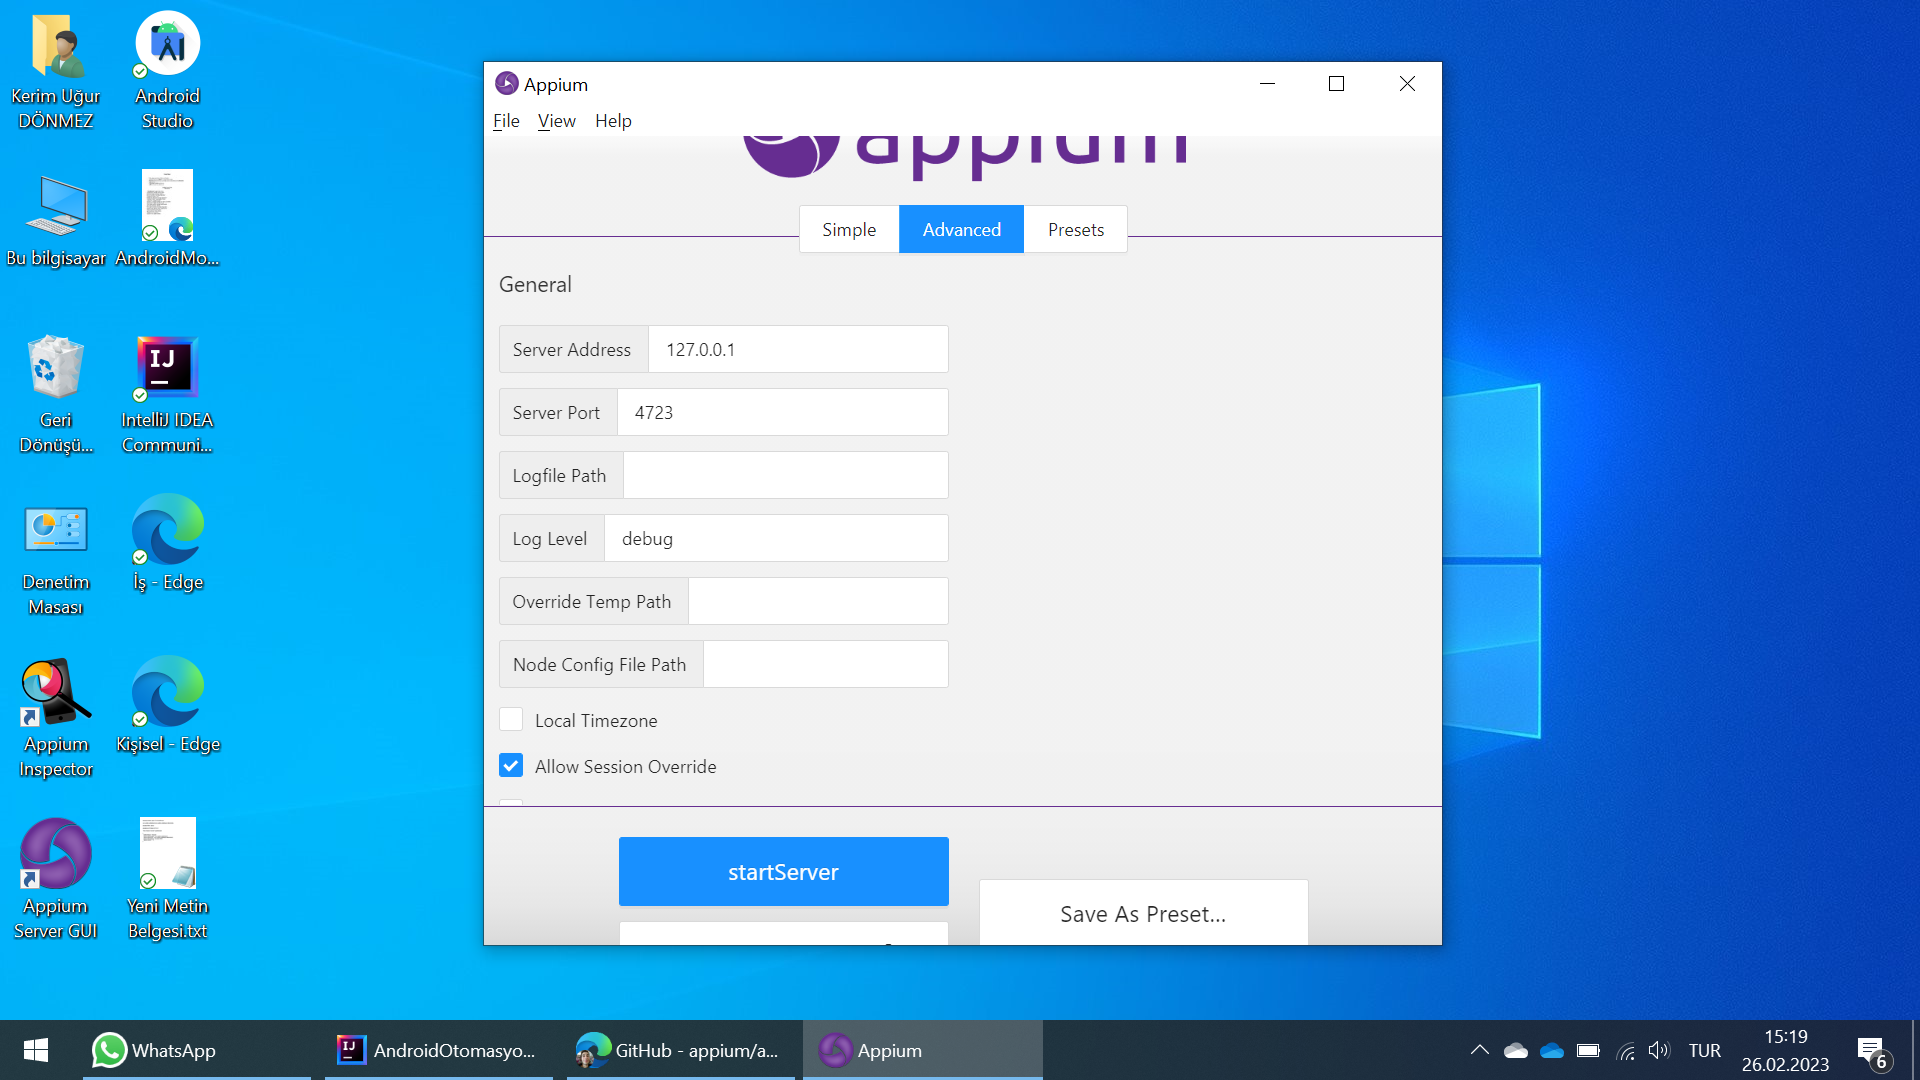 Kerim Uğur
DÖNMEZ
Android
Studio
Bu bilgisayar
AndroidMo...
Geri
Dönüşü...
IJ
IntelliJ IDEA
Communi...
Denetim
Masası
İş - Edge
Appium
Inspector
Kişisel - Edge
Appium
Server GUI
Yeni Metin
Belgesi.txt
Appium
File View Help
appium
Simple Advanced Presets
General
Server Address 127.0.0.1
Server Port 4723
Logfile Path
Log Level debug
Override Temp Path
Node Config File Path
Local Timezone
Allow Session Override
startServer
Save As Preset...
WhatsApp
IJ
AndroidOtomasyo...
GitHub - appium/a...
Appium
TUR
15:19
26.02.2023
6